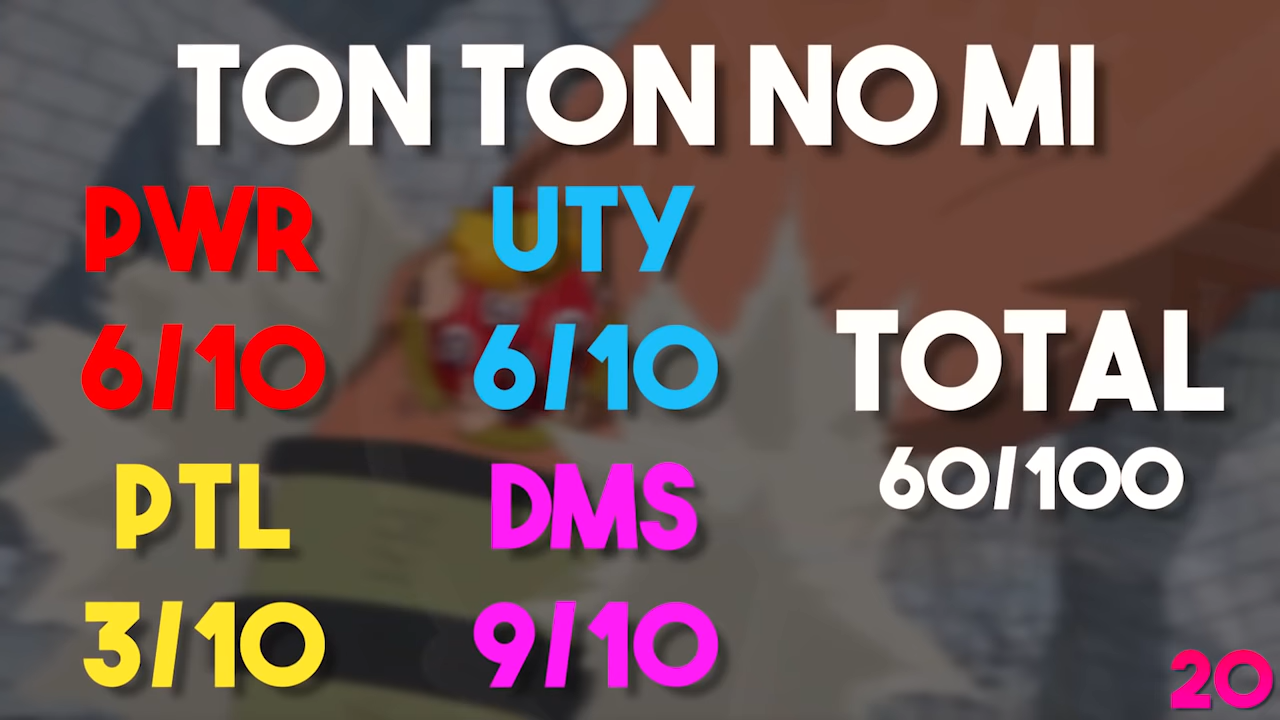 TON TON NO MI
PWR UTY
6/10 6/10
TOTAL
60/100
PTL DMS
3/10 9/10
20